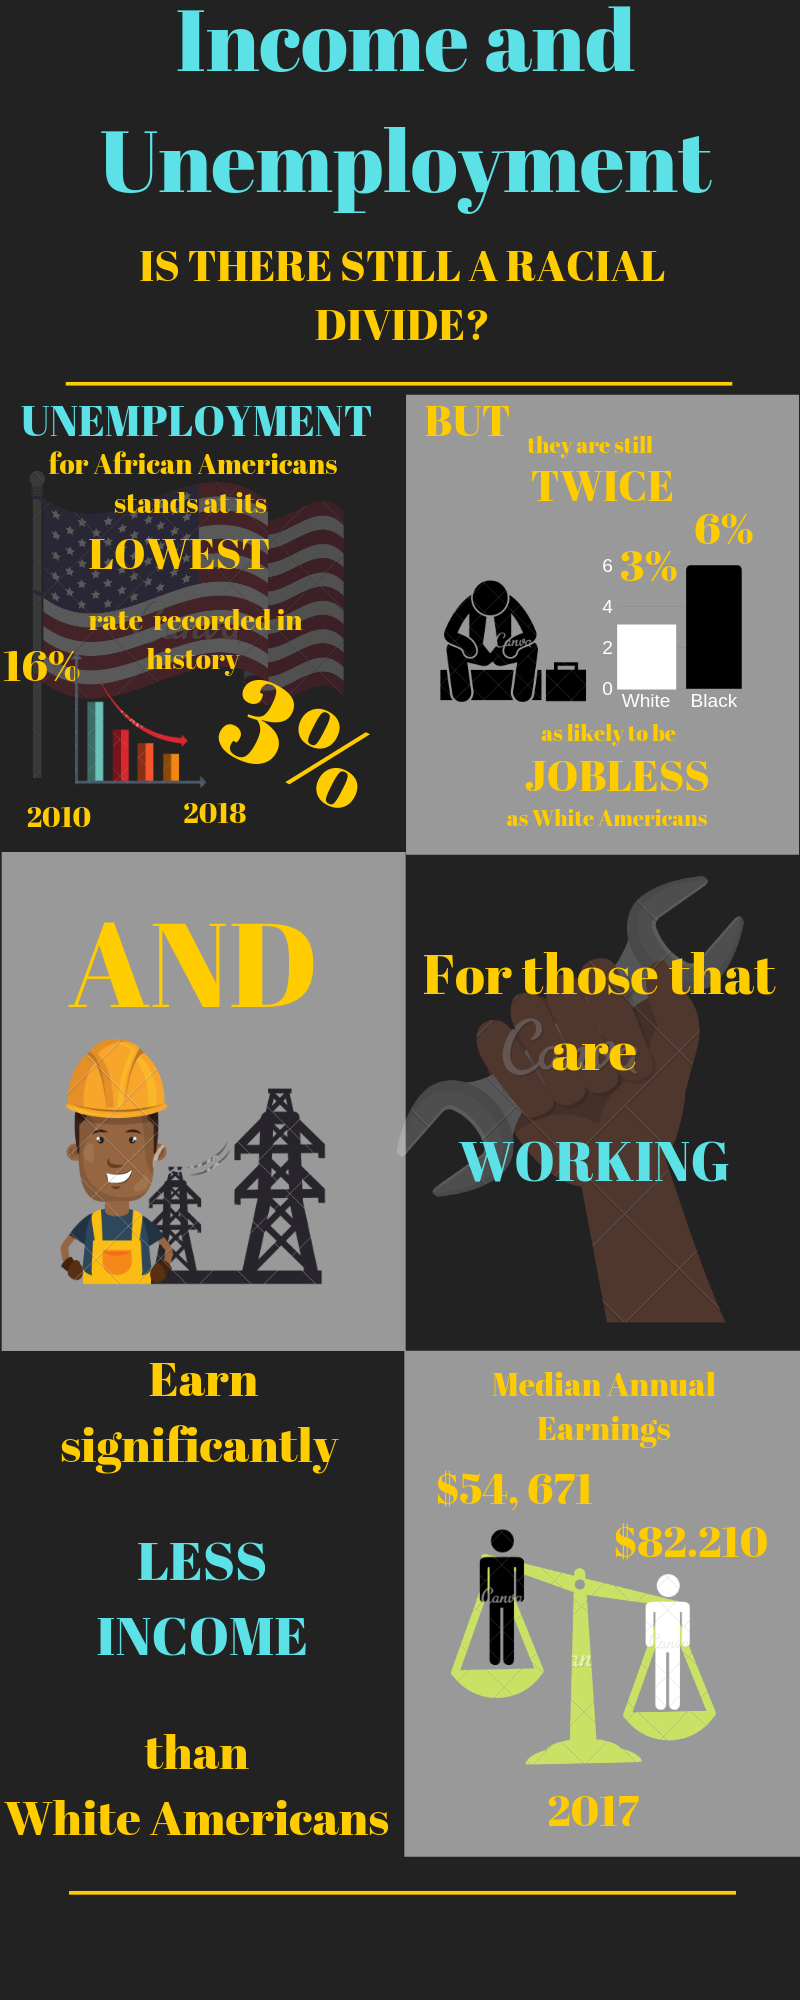 Income and
Unemployment
IS THERE STILL A RACIAL
DIVIDE?
UNEMPLOYMENT
for African Americans
stands at its
LOWEST
rate recorded in
history
16%
3%
2010
2018
BUT
they are still
TWICE
6%
3%
6
4
2
0
White
Black
as likely to be
JOBLESS
as White Americans
AND
For those that
are
WORKING
Earn
significantly
LESS
INCOME
than
White Americans
Median Annual
Earnings
$54, 671
$82.210
2017
Canva
Canva
Canva